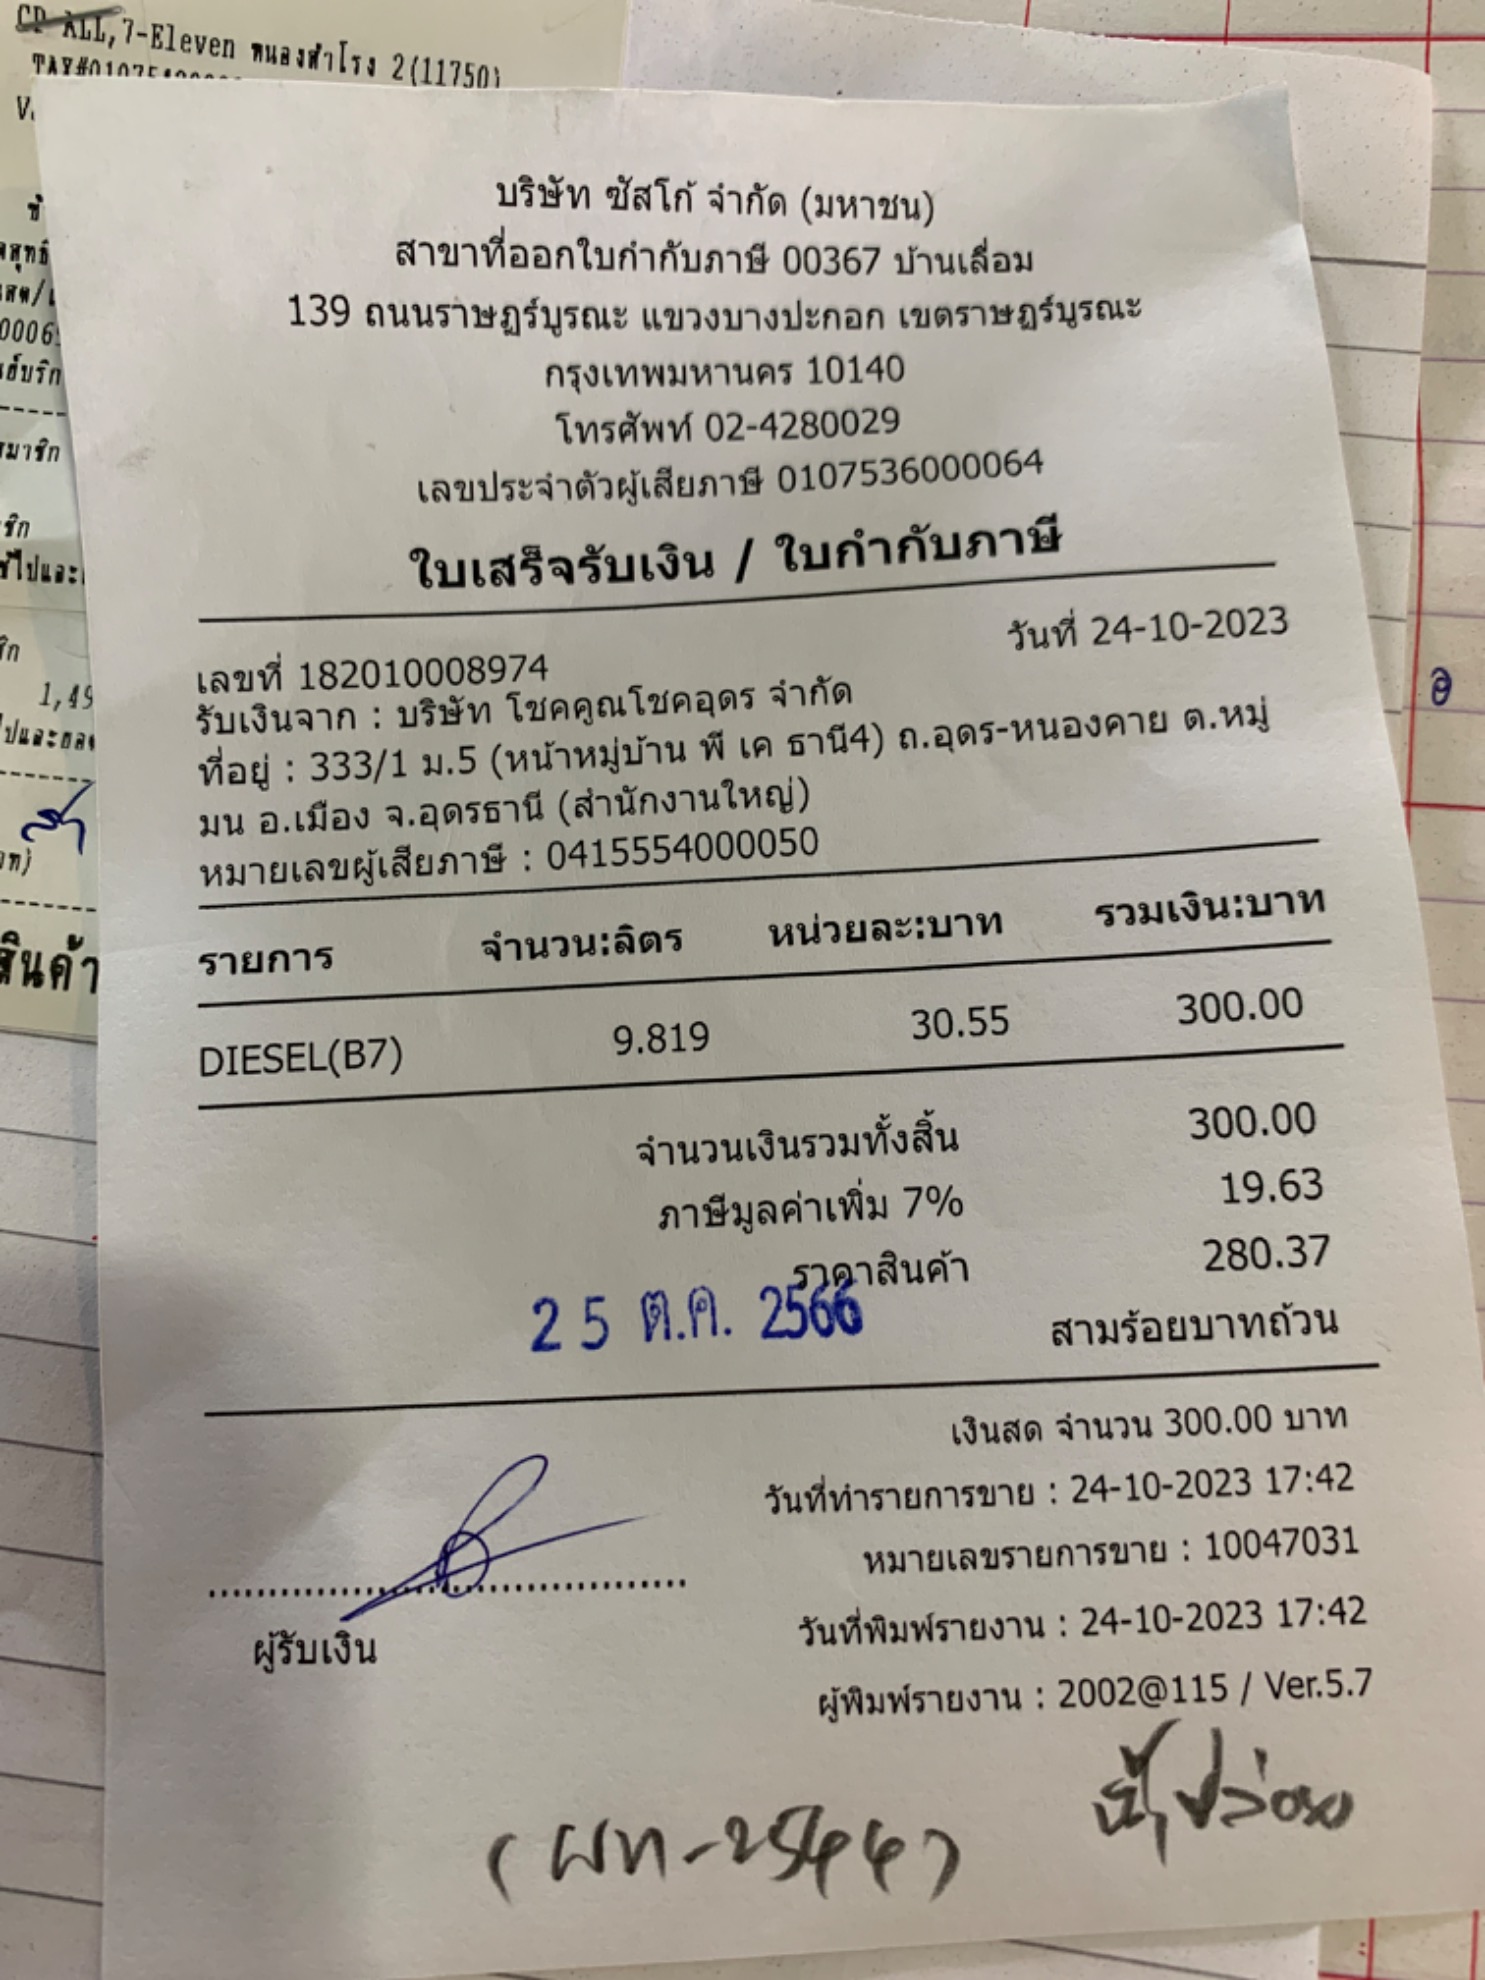 CP ALL,7-Eleven หนองสำโรง 2(11750)
บริษัท ซัสโก้ จำกัด (มหาชน)
สาขาที่ออกใบกำกับภาษี 00367 บ้านเลื่อม
139 ถนนราษฎร์บูรณะ แขวงบางปะกอก เขตราษฎร์บูรณะ
กรุงเทพมหานคร 10140
โทรศัพท์ 02-4280029
เลขประจำตัวผู้เสียภาษี 0107536000064
ใบเสร็จรับเงิน / ใบกำกับภาษี
วันที่ 24-10-2023
เลขที่ 182010008974
รับเงินจาก : บริษัท โชคคูณโชคอุดร จำกัด
ที่อยู่ : 333/1 ม.5 (หน้าหมู่บ้าน พี เค ธานี4) ถ.อุดร-หนองคาย ต.หมู่
มน อ.เมือง จ.อุดรธานี (สำนักงานใหญ่)
หมายเลขผู้เสียภาษี : 0415554000050
รายการ จำนวน:ลิตร หน่วยละ:บาท รวมเงิน:บาท
DIESEL(B7) 9.819 30.55 300.00
จำนวนเงินรวมทั้งสิ้น 300.00
ภาษีมูลค่าเพิ่ม 7% 19.63
ราคาสินค้า 280.37
25 ต.ค. 2566
สามร้อยบาทถ้วน
เงินสด จำนวน 300.00 บาท
วันที่ทำรายการขาย : 24-10-2023 17:42
หมายเลขรายการขาย : 10047031
วันที่พิมพ์รายงาน : 24-10-2023 17:42
ผู้รับเงิน
ผู้พิมพ์รายงาน : 2002@115 / Ver.5.7
(ผท-2544)
สมาชิก
1,49
สินค้า